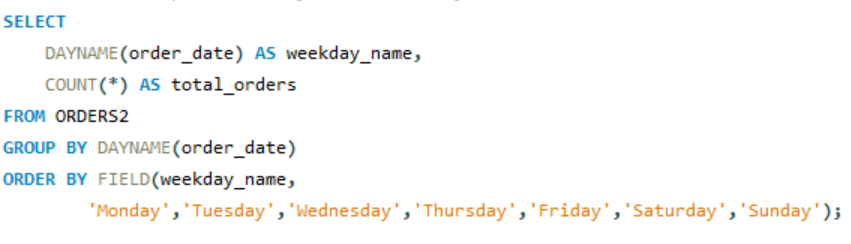 SELECT
DAYNAME(order_date) AS weekday_name,
COUNT(*) AS total_orders
FROM ORDERS2
GROUP BY DAYNAME(order_date)
ORDER BY FIELD(weekday_name,
'Monday','Tuesday','Wednesday','Thursday','Friday','Saturday','Sunday');